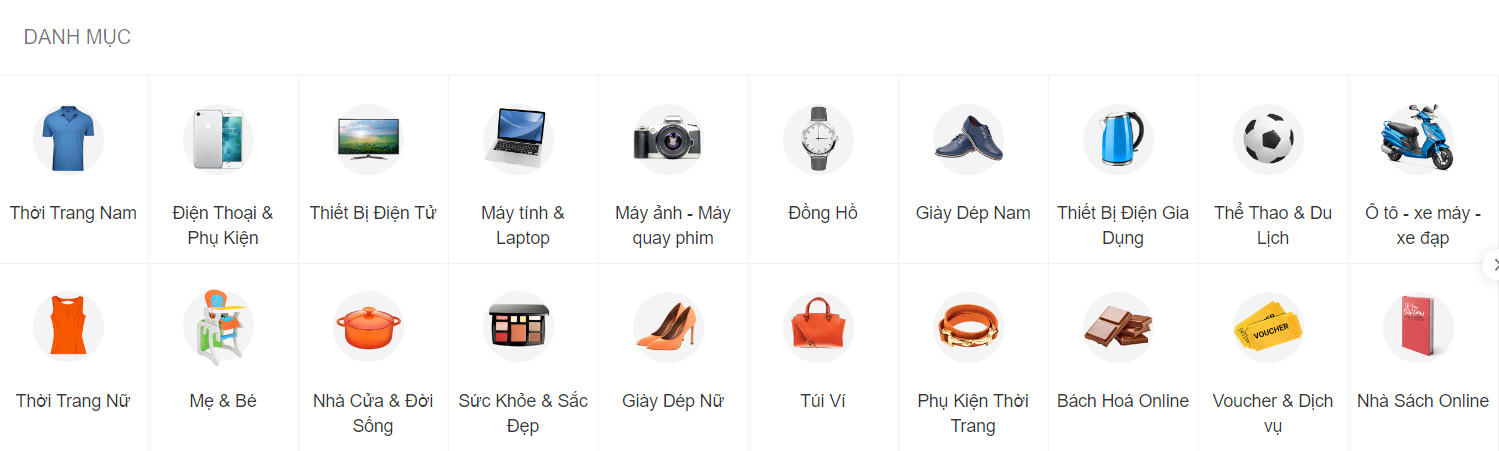 DANH MỤC
Thời Trang Nam
Điện Thoại &
Phụ Kiện
Thiết Bị Điện Tử
Máy tính &
Laptop
Máy ảnh - Máy
quay phim
Đồng Hồ
Giày Dép Nam
Thiết Bị Điện Gia
Dụng
Thể Thao & Du
Lịch
Ô tô - xe máy -
xe đạp
Thời Trang Nữ
Mẹ & Bé
Nhà Cửa & Đời
Sống
Sức Khỏe & Sắc
Đẹp
Giày Dép Nữ
Túi Ví
Phụ Kiện Thời
Trang
Bách Hoá Online
VOUCHER
Voucher & Dịch
vụ
Nhà Sách Online